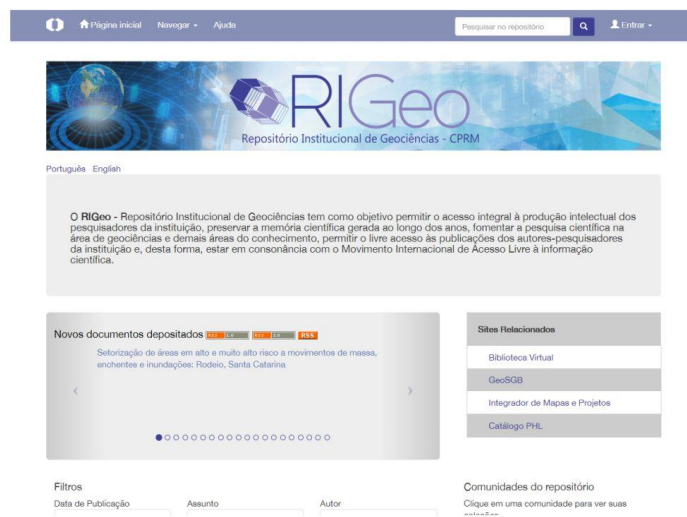 Página inicial Navegar Ajuda Pesquisar no repositório Entrar
RIGeo
Repositório Institucional de Geociências - CPRM
Português English
O RIGeo - Repositório Institucional de Geociências tem como objetivo permitir o acesso integral à produção intelectual dos
pesquisadores da instituição, preservar a memória científica gerada ao longo dos anos, fomentar a pesquisa científica na
área de geociências e demais áreas do conhecimento, permitir o livre acesso às publicações dos autores-pesquisadores
da instituição e, desta forma, estar em consonância com o Movimento Internacional de Acesso Livre à informação
científica.
Novos documentos depositados RSS
Setorização de áreas em alto e muito alto risco a movimentos de massa,
enchentes e inundações: Rodeio, Santa Catarina
Sites Relacionados
Biblioteca Virtual
GeoSGB
Integrador de Mapas e Projetos
Catálogo PHL
Filtros
Data de Publicação Assunto Autor
Comunidades do repositório
Clique em uma comunidade para ver suas